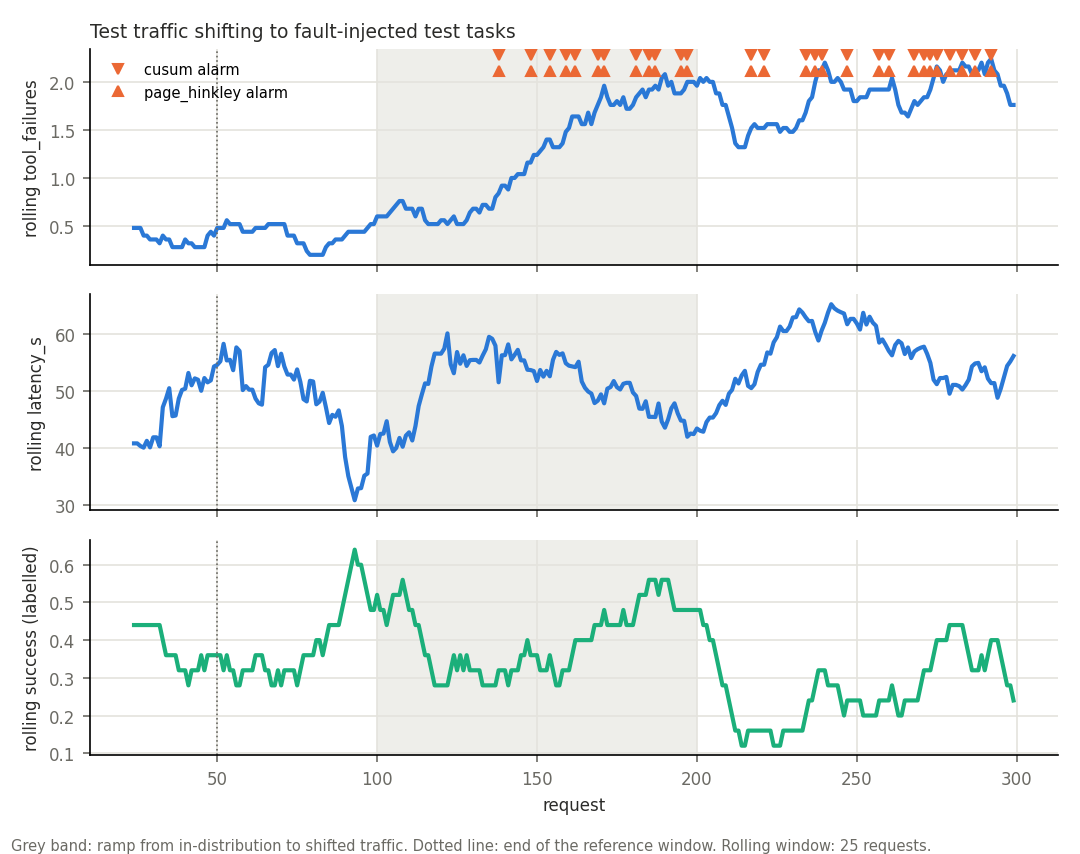 Test traffic shifting to fault-injected test tasks
cusum alarm
page_hinkley alarm
rolling tool_failures
2.0
1.5
1.0
0.5
rolling latency_s
60
50
40
30
rolling success (labelled)
0.6
0.5
0.4
0.3
0.2
0.1
50 100 150 200 250 300
request
Grey band: ramp from in-distribution to shifted traffic. Dotted line: end of the reference window. Rolling window: 25 requests.